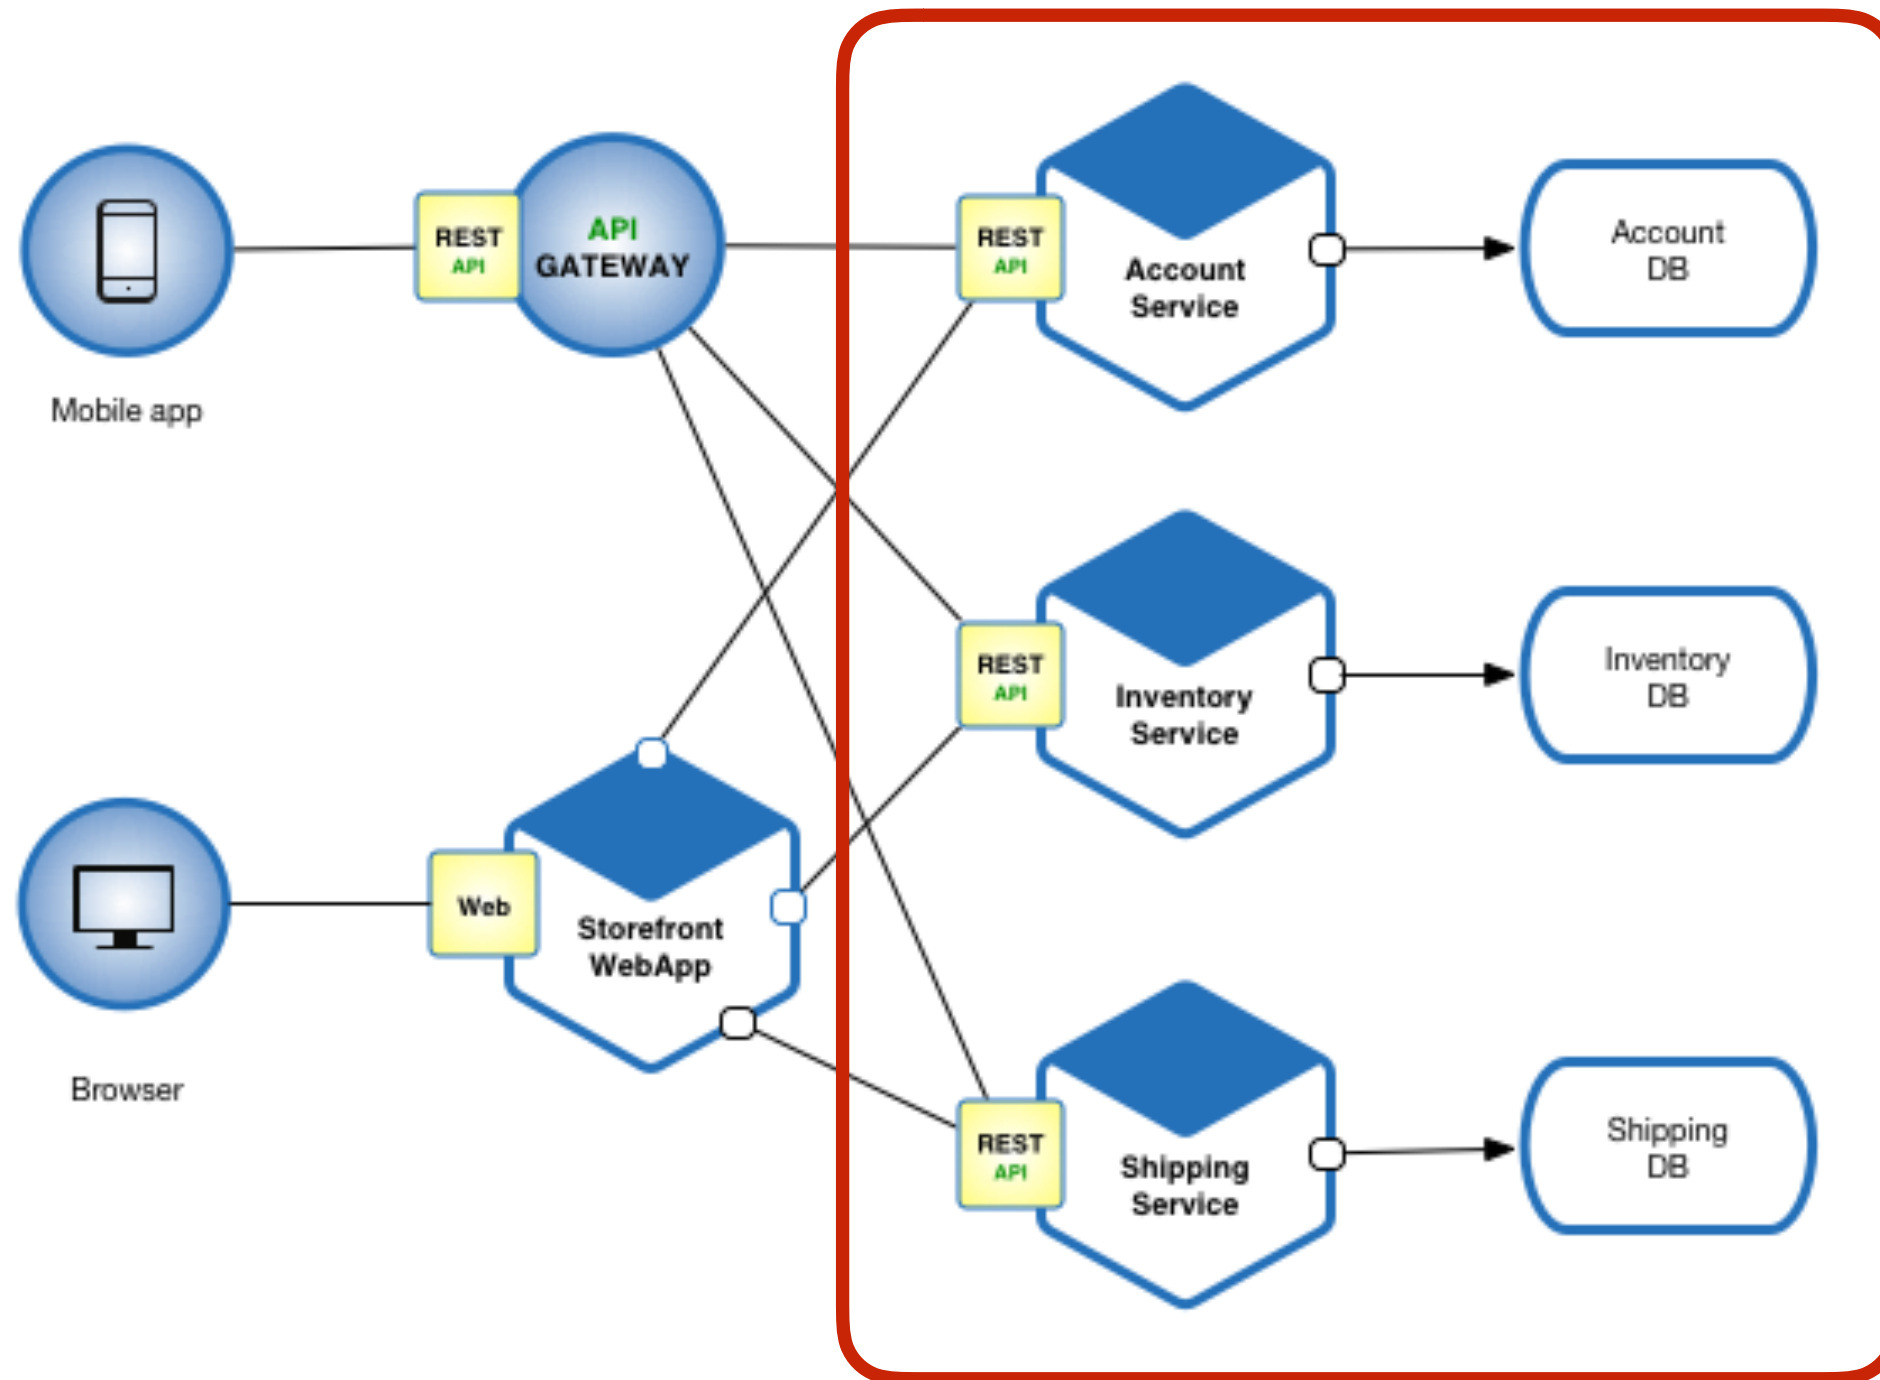 REST
API
API
GATEWAY
Mobile app
REST
API
Account
Service
Account
DB
REST
API
Inventory
Service
Inventory
DB
Web
Storefront
WebApp
Browser
REST
API
Shipping
Service
Shipping
DB